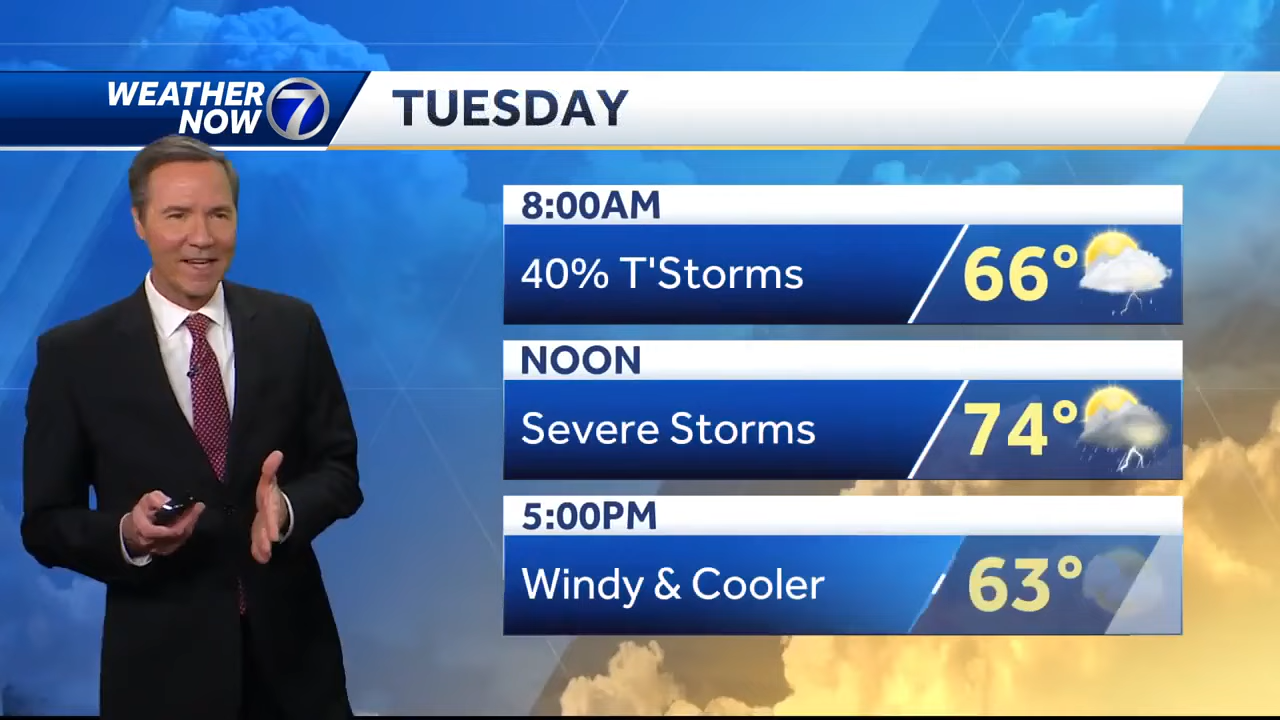 WEATHER
NOW 7
TUESDAY
8:00AM
40% T'Storms
66°
NOON
Severe Storms
74°
5:00PM
Windy & Cooler
63°